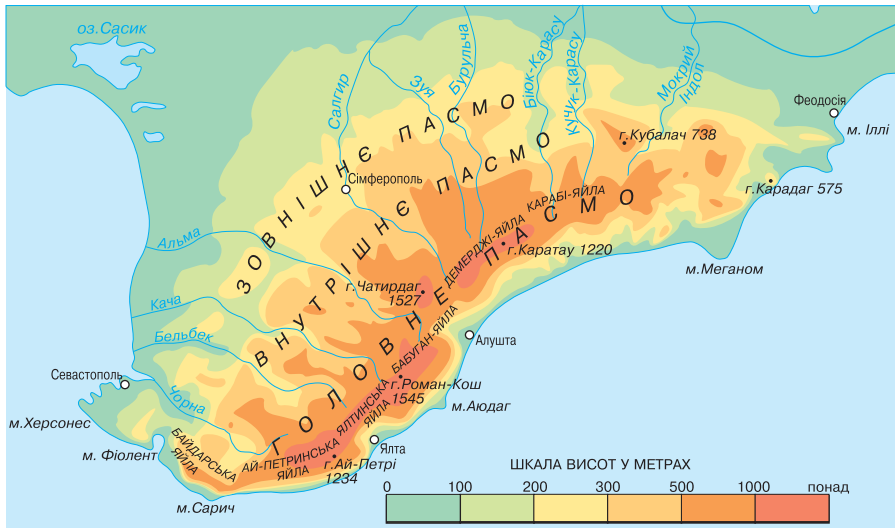 оз.Сасик
Салгир
Зуя
Бурульча
Біюк-Карасу
Кучук-Карасу
Мокрий
Індол
Феодосія
м. Іллі
г.Кубалач 738
г.Карадаг 575
м.Меганом
ЗОВНІШНЄ ПАСМО
ВНУТРІШНЄ ПАСМО
ГОЛОВНЕ ПАСМО
Сімферополь
КАРАБІ-ЯЙЛА
ДЕМЕРДЖІ-ЯЙЛА
г.Каратау 1220
г.Чатирдаг
1527
Альма
Кача
Бельбек
Чорна
БАБУГАН-ЯЙЛА
Алушта
Севастополь
г.Роман-Кош
1545
м.Аюдаг
ЯЛТИНСЬКА
ЯЙЛА
м.Херсонес
м. Фіолент
БАЙДАРСЬКА
ЯЙЛА
АЙ-ПЕТРИНСЬКА
ЯЙЛА
г.Ай-Петрі
1234
Ялта
м.Сарич
ШКАЛА ВИСОТ У МЕТРАХ
0 100 200 300 500 1000 понад